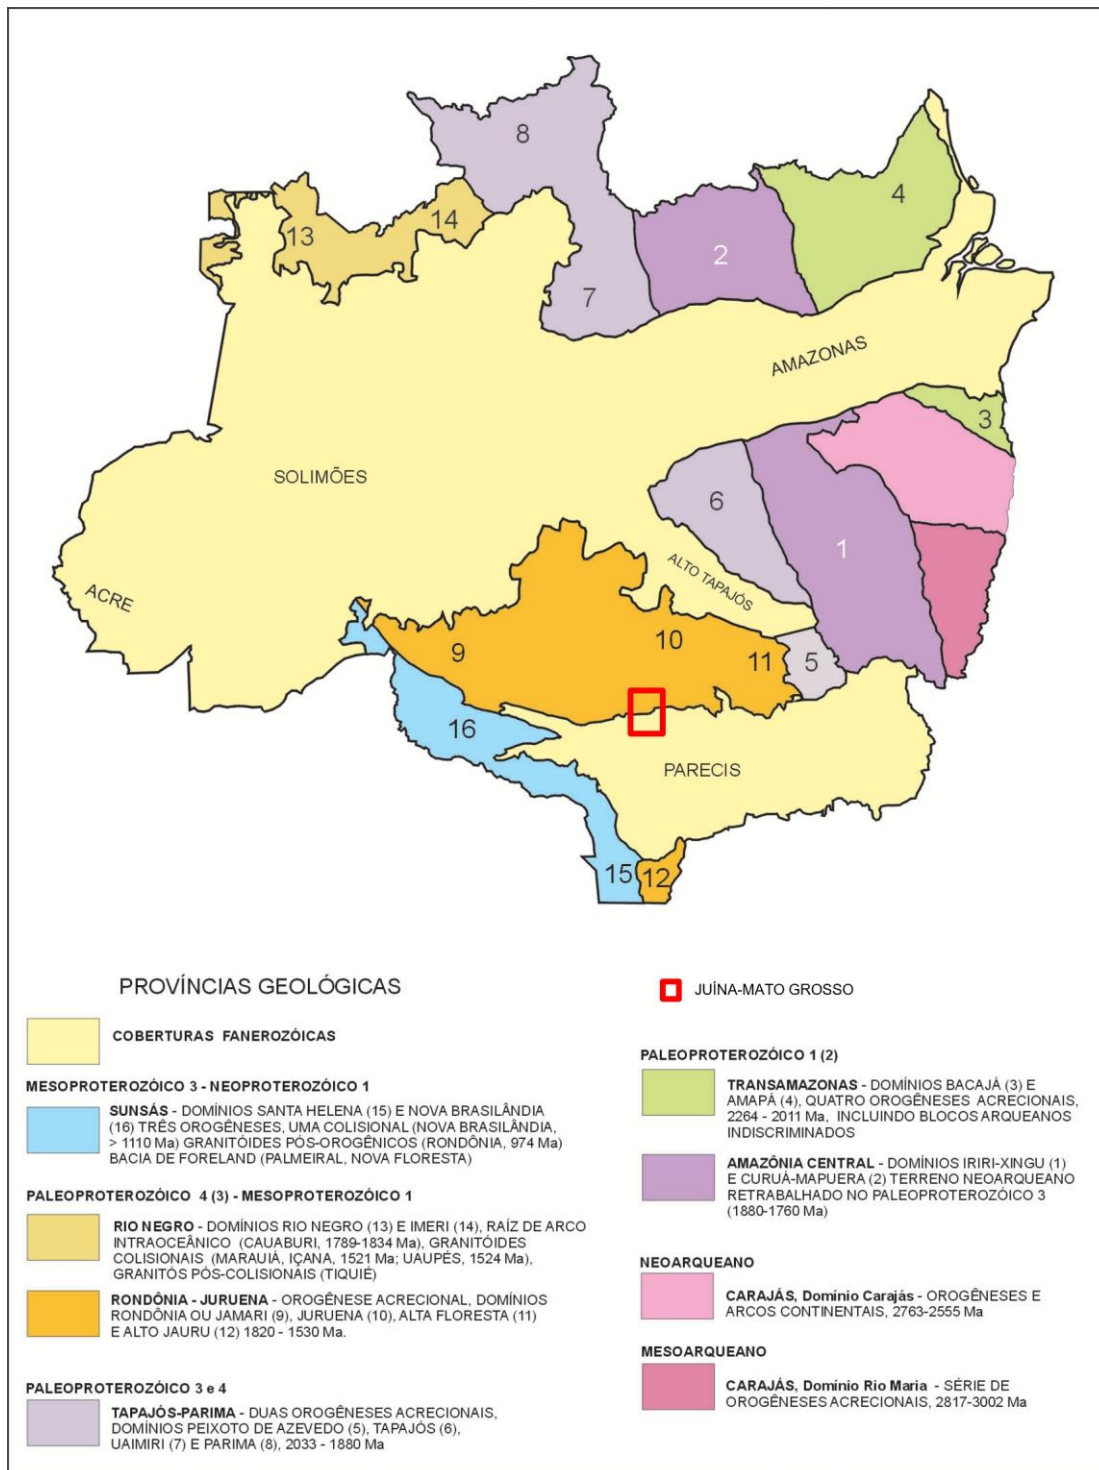 8
4
14
13
2
7
AMAZONAS
3
SOLIMÕES
6
1
ALTO TAPAJÓS
ACRE
9
10
11
5
16
PARECIS
15
12
PROVÍNCIAS GEOLÓGICAS
COBERTURAS FANEROZÓICAS
MESOPROTEROZÓICO 3 - NEOPROTEROZÓICO 1
SUNSÁS - DOMÍNIOS SANTA HELENA (15) E NOVA BRASILÂNDIA
(16) TRÊS OROGÊNESES, UMA COLISIONAL (NOVA BRASILÂNDIA,
> 1110 Ma) GRANITÓIDES PÓS-OROGÊNICOS (RONDÔNIA, 974 Ma)
BACIA DE FORELAND (PALMEIRAL, NOVA FLORESTA)
PALEOPROTEROZÓICO 4 (3) - MESOPROTEROZÓICO 1
RIO NEGRO - DOMÍNIOS RIO NEGRO (13) E IMERI (14), RAÍZ DE ARCO
INTRAOCEÂNICO (CAUABURI, 1789-1834 Ma), GRANITÓIDES
COLISIONAIS (MARAUIÁ, IÇANA, 1521 Ma; UAUPÉS, 1524 Ma),
GRANITÓS PÓS-COLISIONAIS (TIQUIÉ)
RONDÔNIA - JURUENA - OROGÊNESE ACRECIONAL, DOMÍNIOS
RONDÔNIA OU JAMARI (9), JURUENA (10), ALTA FLORESTA (11)
E ALTO JAURU (12) 1820 - 1530 Ma.
PALEOPROTEROZÓICO 3 e 4
TAPAJÓS-PARIMA - DUAS OROGÊNESES ACRECIONAIS,
DOMÍNIOS PEIXOTO DE AZEVEDO (5), TAPAJÓS (6),
UAIMIRI (7) E PARIMA (8), 2033 - 1880 Ma
JUÍNA-MATO GROSSO
PALEOPROTEROZÓICO 1 (2)
TRANSAMAZONAS - DOMÍNIOS BACAJÁ (3) E
AMAPÁ (4), QUATRO OROGÊNESES ACRECIONAIS,
2264 - 2011 Ma, INCLUINDO BLOCOS ARQUEANOS
INDISCRIMINADOS
AMAZÔNIA CENTRAL - DOMÍNIOS IRIRI-XINGU (1)
E CURUÁ-MAPUERA (2) TERRENO NEOARQUEANO
RETRABALHADO NO PALEOPROTEROZÓICO 3
(1880-1760 Ma)
NEOARQUEANO
CARAJÁS, Domínio Carajás - OROGÊNESES E
ARCOS CONTINENTAIS, 2763-2555 Ma
MESOARQUEANO
CARAJÁS, Domínio Rio Maria - SÉRIE DE
OROGÊNESES ACRECIONAIS, 2817-3002 Ma